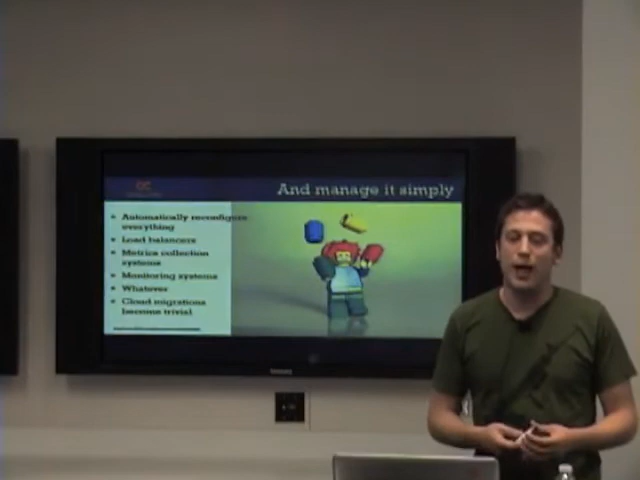 And manage it simply
Automatically reconfigure
everything
Load balancers
Metrics collection
systems
Monitoring systems
Whatever
Cloud migrations
become trivial